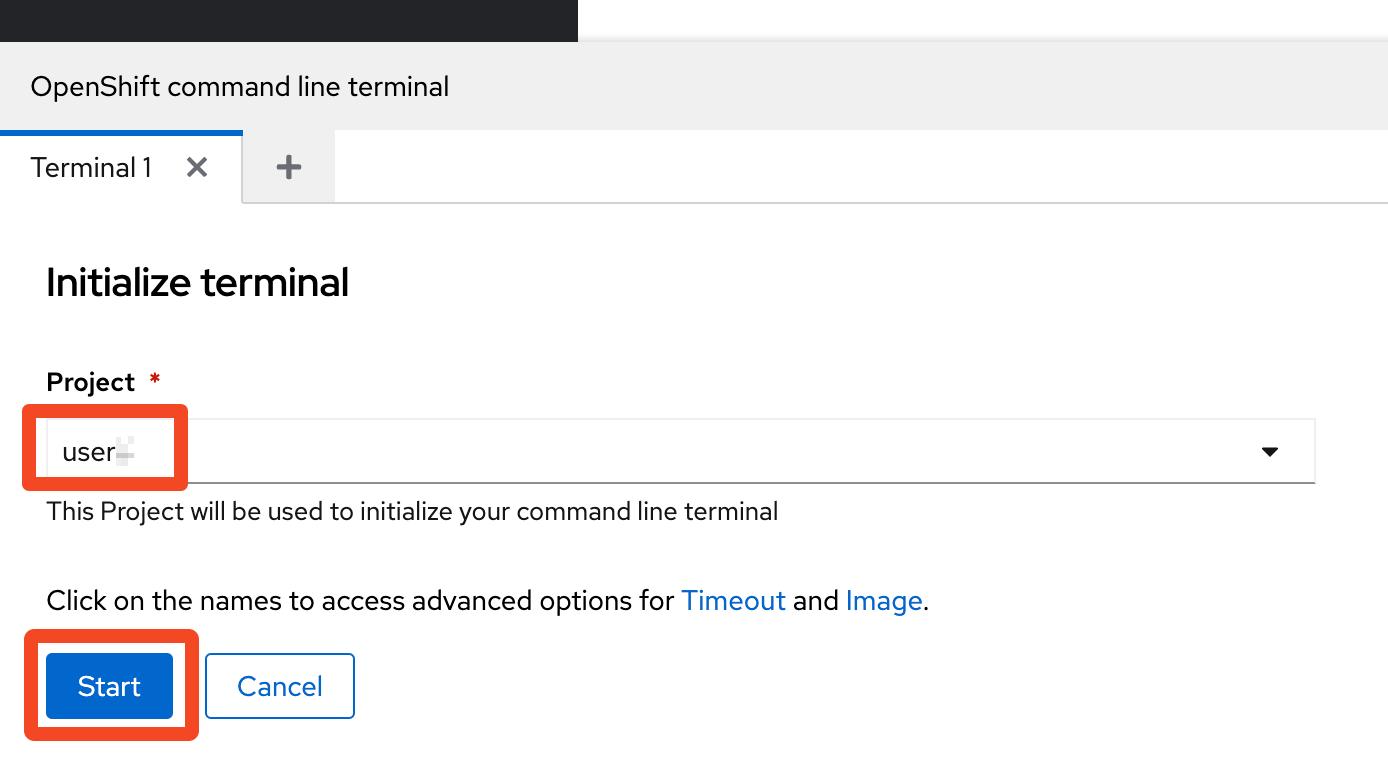 OpenShift command line terminal
Terminal 1
Initialize terminal
Project *
user
This Project will be used to initialize your command line terminal
Click on the names to access advanced options for Timeout and Image.
Start Cancel